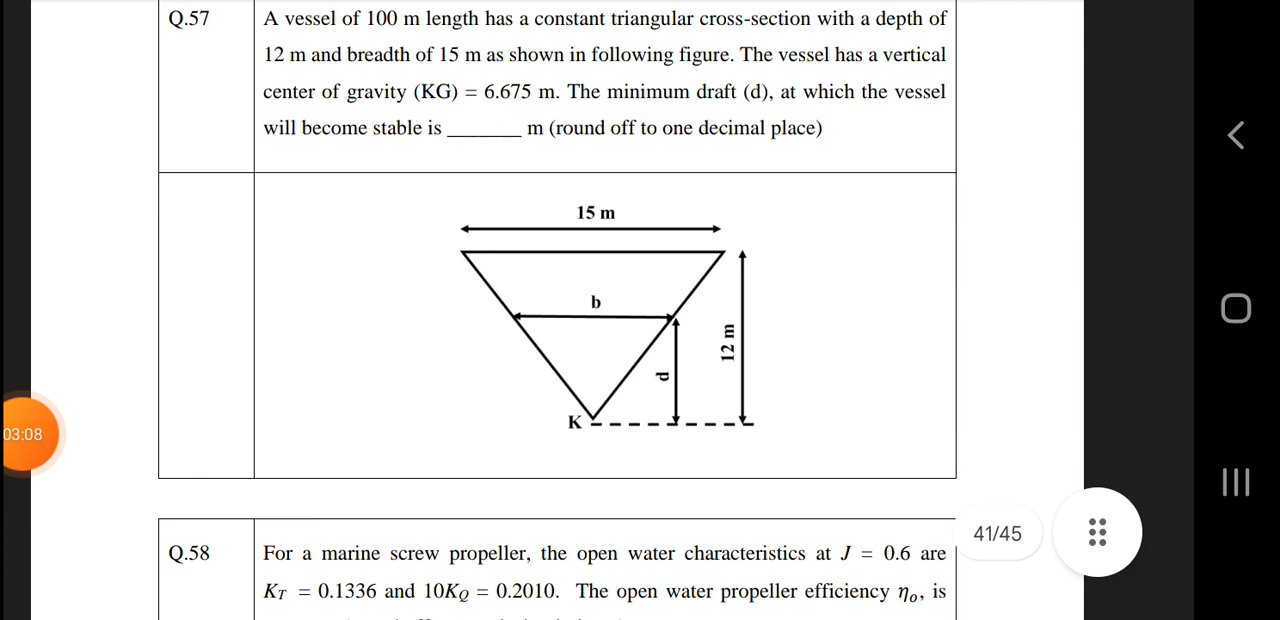 Q.57
A vessel of 100 m length has a constant triangular cross-section with a depth of
12 m and breadth of 15 m as shown in following figure. The vessel has a vertical
center of gravity (KG) = 6.675 m. The minimum draft (d), at which the vessel
will become stable is _______ m (round off to one decimal place)
15 m
b
12 m
d
K
03:08
41/45
Q.58
For a marine screw propeller, the open water characteristics at J = 0.6 are
K_T = 0.1336 and 10K_Q = 0.2010. The open water propeller efficiency η_o, is